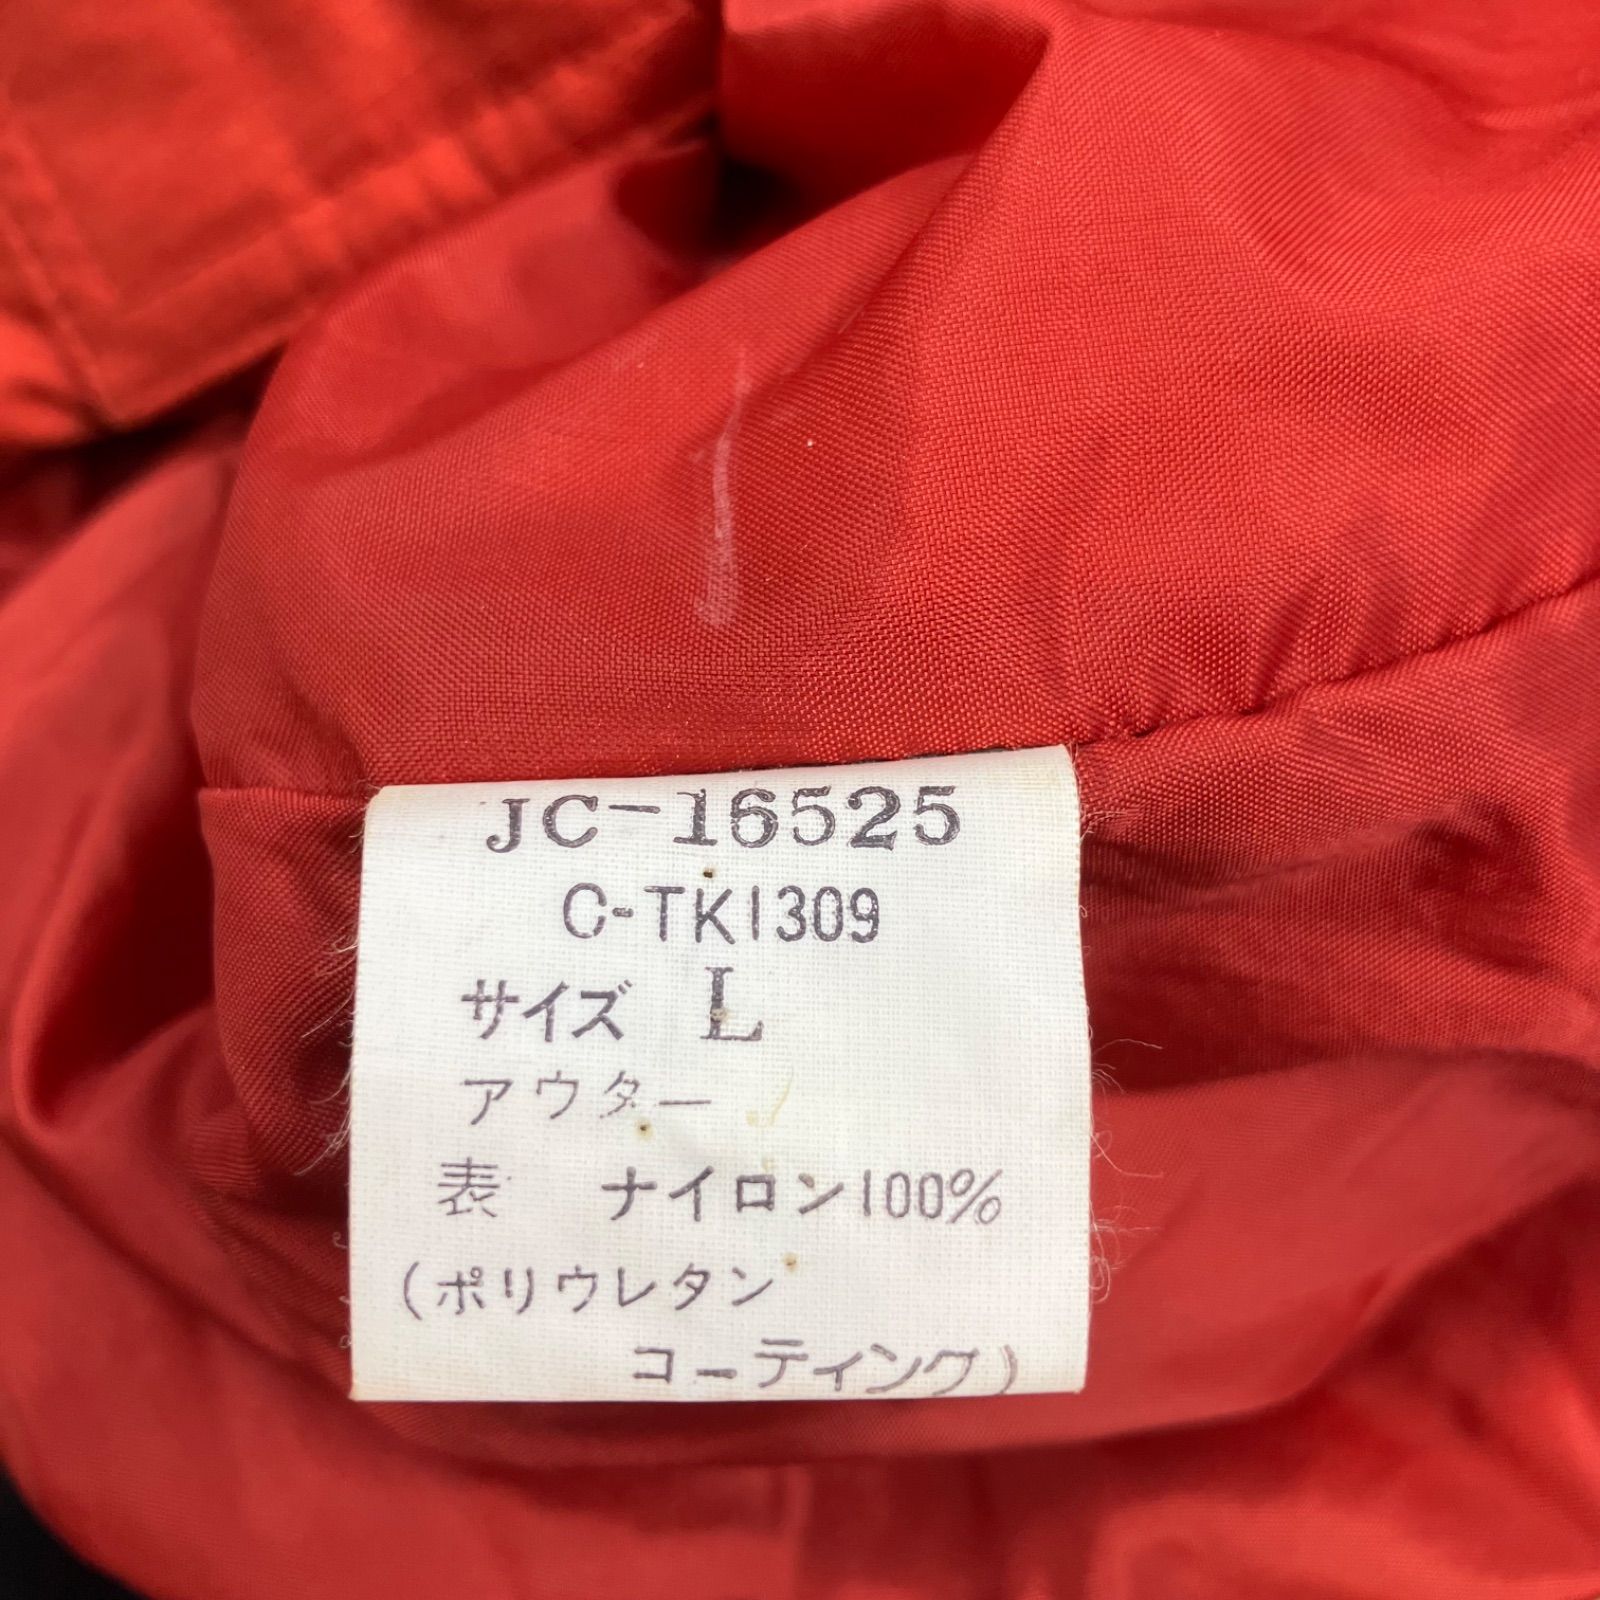 JC-16525
C-TK1309
サイズ L
アウター
表 ナイロン100%
(ポリウレタン
コーティング)